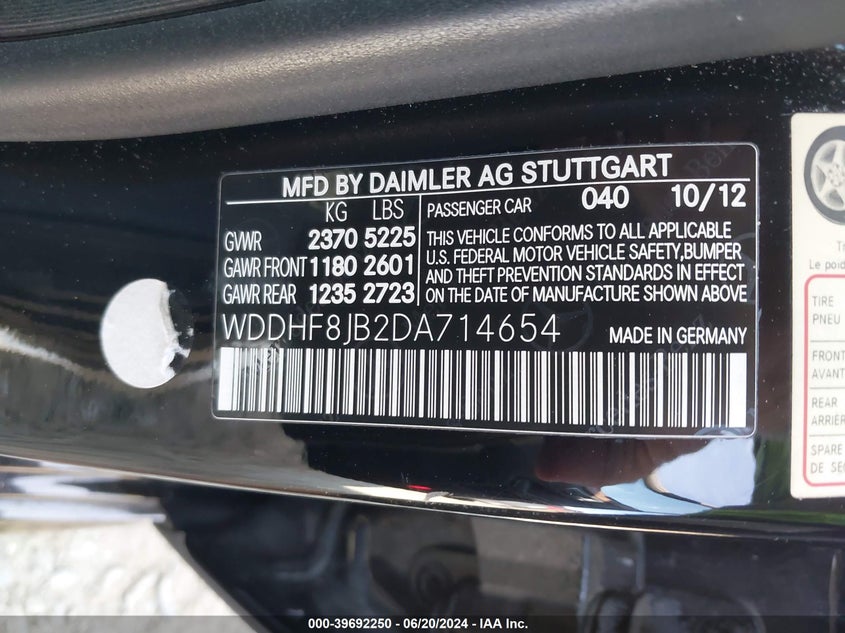 MFD BY DAIMLER AG STUTTGART
KG LBS
GVWR 2370 5225
GAWR FRONT 1180 2601
GAWR REAR 1235 2723
PASSENGER CAR 040 10/12
THIS VEHICLE CONFORMS TO ALL APPLICABLE
U.S. FEDERAL MOTOR VEHICLE SAFETY,BUMPER
AND THEFT PREVENTION STANDARDS IN EFFECT
ON THE DATE OF MANUFACTURE SHOWN ABOVE
WDDHF8JB2DA714654 MADE IN GERMANY
Le poid
TIRE
PNEU
FRONT
AVANT
REAR
ARRIÈR
SPARE
DE SE
000-39692250 - 06/20/2024 - IAA Inc.